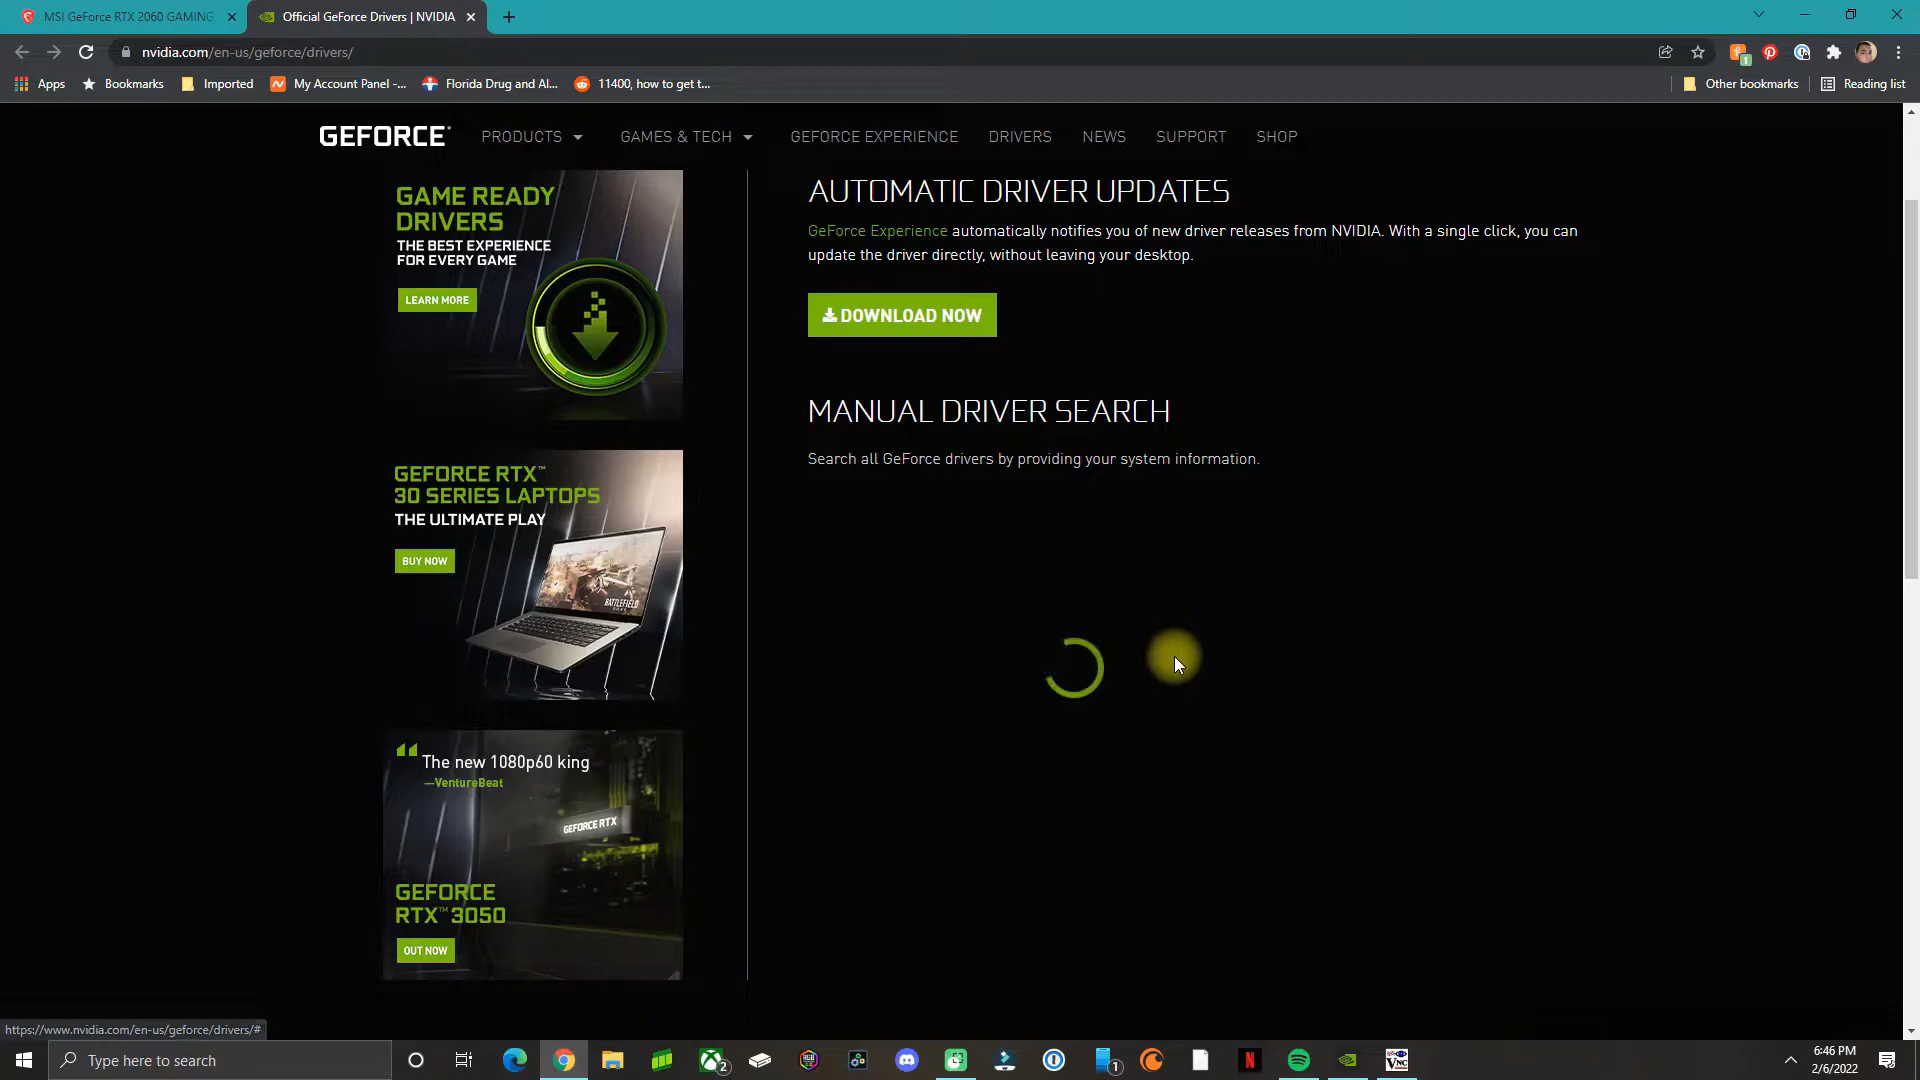 MSI GeForce RTX 2060 GAMING
Official GeForce Drivers | NVIDIA
nvidia.com/en-us/geforce/drivers/
1
Apps
Bookmarks
Imported
My Account Panel -...
Florida Drug and Al...
11400, how to get t...
Other bookmarks
Reading list
GEFORCE
PRODUCTS
GAMES & TECH
GEFORCE EXPERIENCE
DRIVERS
NEWS
SUPPORT
SHOP
GAME READY
DRIVERS
THE BEST EXPERIENCE
FOR EVERY GAME
LEARN MORE
GEFORCE RTX™
30 SERIES LAPTOPS
THE ULTIMATE PLAY
BUY NOW
BATTLEFIELD
"The new 1080p60 king
—VentureBeat
GEFORCE RTX
GEFORCE
RTX™ 3050
OUT NOW
AUTOMATIC DRIVER UPDATES
GeForce Experience automatically notifies you of new driver releases from NVIDIA. With a single click, you can
update the driver directly, without leaving your desktop.
DOWNLOAD NOW
MANUAL DRIVER SEARCH
Search all GeForce drivers by providing your system information.
https://www.nvidia.com/en-us/geforce/drivers/#
Type here to search
2
1
VNC
6:46 PM
2/6/2022